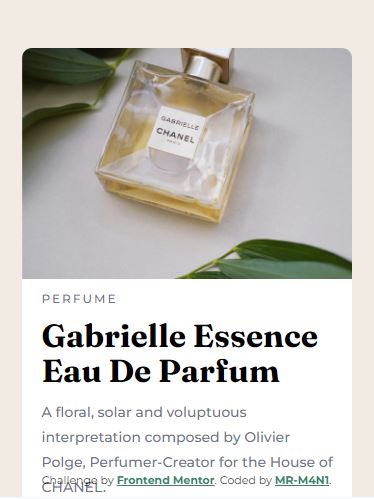 GABRIELLE
CHANEL
PARIS
PERFUME
Gabrielle Essence
Eau De Parfum
A floral, solar and voluptuous
interpretation composed by Olivier
Polge, Perfumer-Creator for the House of
CHANEL.
Challenge by Frontend Mentor. Coded by MR-M4N1.